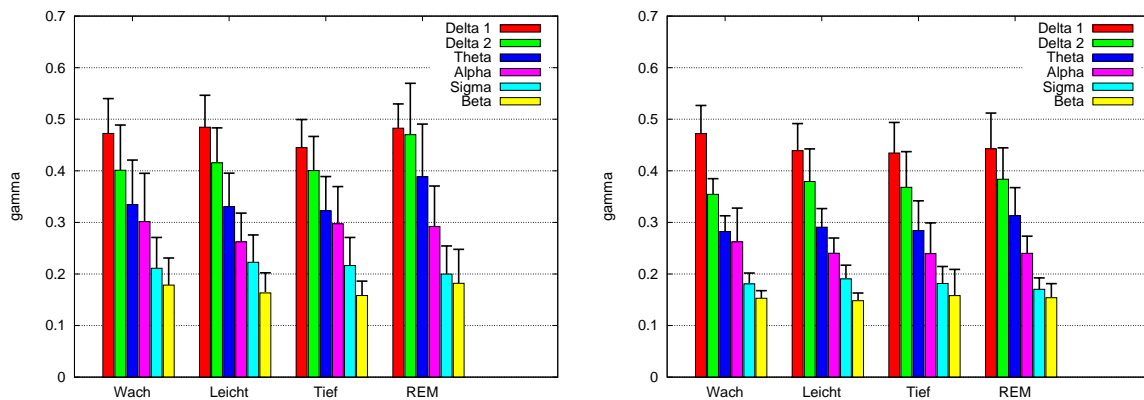 0.7
0.6
0.5
0.4
0.3
0.2
0.1
0
gamma
Wach Leicht Tief REM
Delta 1
Delta 2
Theta
Alpha
Sigma
Beta
0.7
0.6
0.5
0.4
0.3
0.2
0.1
0
gamma
Wach Leicht Tief REM
Delta 1
Delta 2
Theta
Alpha
Sigma
Beta